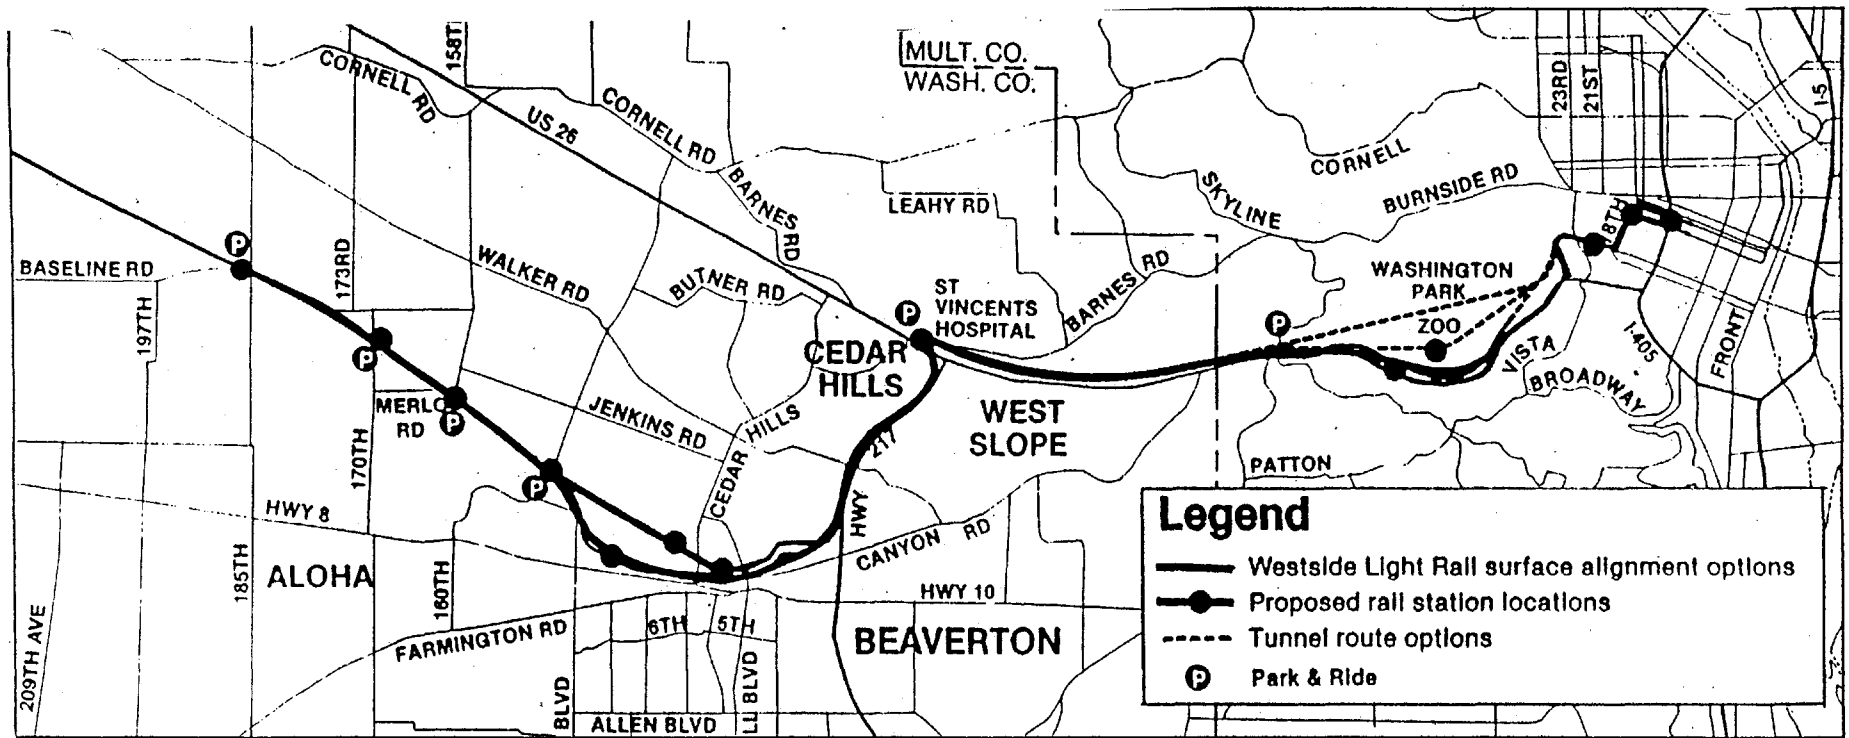 MULT. CO.
WASH. CO.
158T
CORNELL RD
US 26
CORNELL RD
BARNES RD
LEAHY RD
SKYLINE
CORNELL
BURNSIDE RD
23RD
21ST
I-5
18TH
P
BASELINE RD
197TH
173RD
WALKER RD
BUTNER RD
P
ST
VINCENTS
HOSPITAL
BARNES RD
WASHINGTON
PARK
ZOO
P
VISTA
I-405
FRONT
BROADWAY
P
CEDAR
HILLS
MERLO
RD
P
JENKINS RD
CEDAR HILLS
217
HWY
WEST
SLOPE
PATTON
170TH
P
HWY 8
CANYON RD
185TH
ALOHA
160TH
HWY 10
209TH AVE
FARMINGTON RD
6TH
5TH
BEAVERTON
BLVD
ALLEN BLVD
LL BLVD
Legend
Westside Light Rail surface alignment options
Proposed rail station locations
Tunnel route options
P Park & Ride